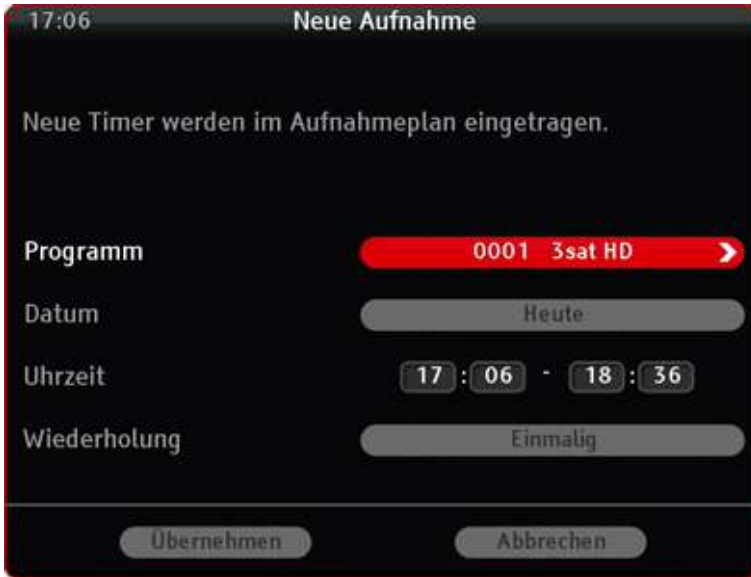 17:06 Neue Aufnahme
Neue Timer werden im Aufnahmeplan eingetragen.
Programm 0001 3sat HD
Datum Heute
Uhrzeit 17 : 06 - 18 : 36
Wiederholung Einmalig
Übernehmen Abbrechen